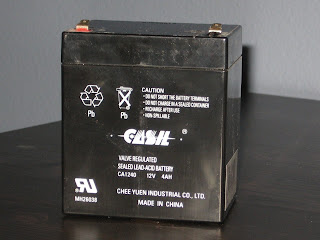 CAUTION
• DO NOT SHORT THE BATTERY TERMINALS
• DO NOT CHARGE IN A SEALED CONTAINER
• RECHARGE AFTER USE
• NON-SPILLABLE
Pb Pb
CASIL
VALVE REGULATED
SEALED LEAD-ACID BATTERY
CA1240 12V 4AH
MH26038
CHEE YUEN INDUSTRIAL CO., LTD.
MADE IN CHINA